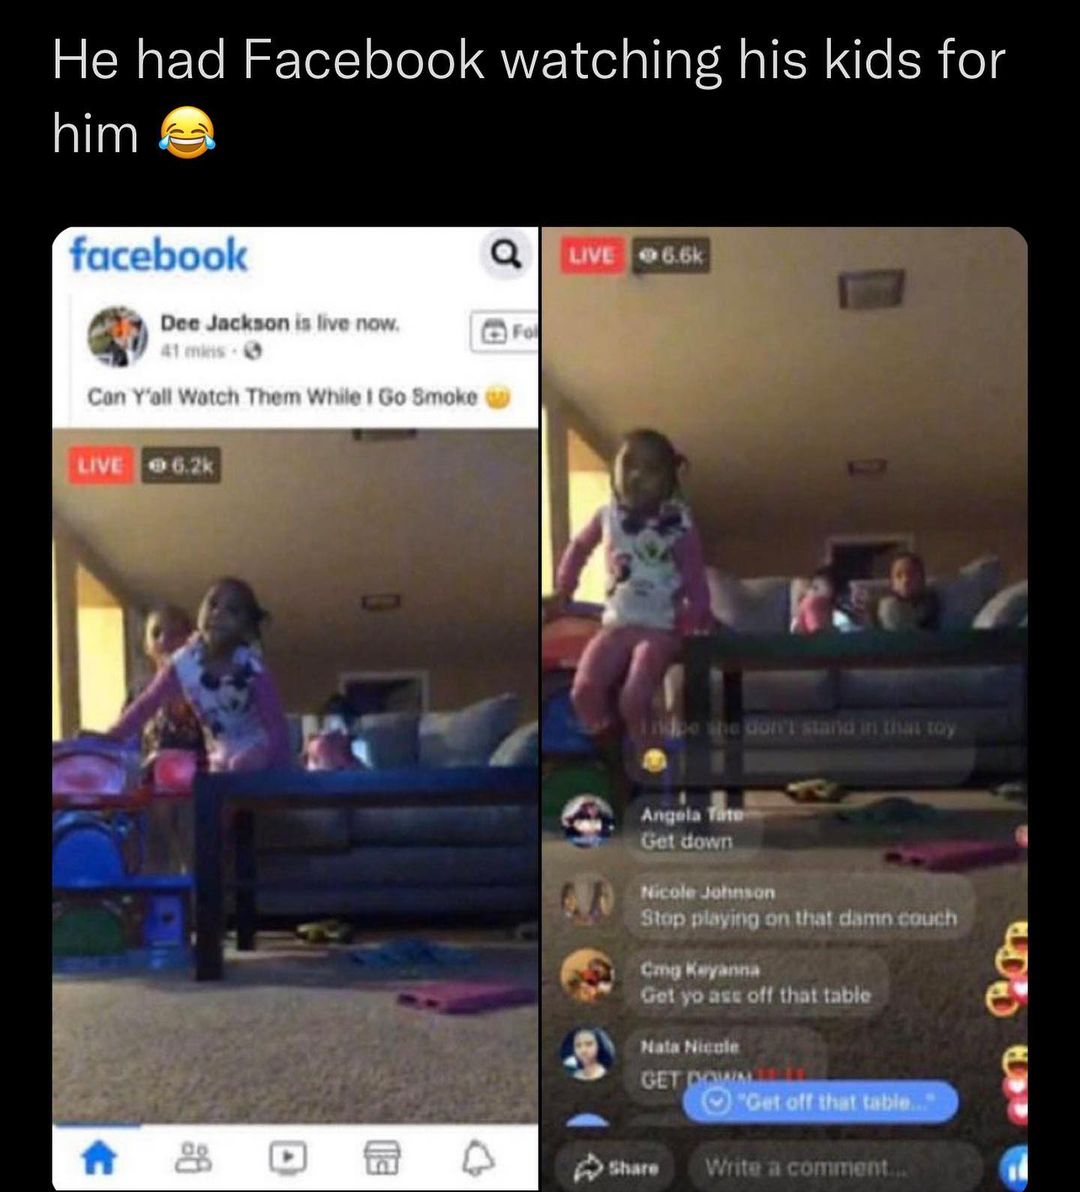 He had Facebook watching his kids for
him 😂
facebook
Dee Jackson is live now.
41 mins ·
Fol
Can Y'all Watch Them While I Go Smoke
LIVE 6.2k
LIVE 6.6k
she don't stand in that toy
😂
Angela Tate
Get down
Nicole Johnson
Stop playing on that damn couch
Cmg Keyanna
Get yo ass off that table
Nata Nicole
GET DOWN‼️‼️
"Get off that table..."
Share
Write a comment...